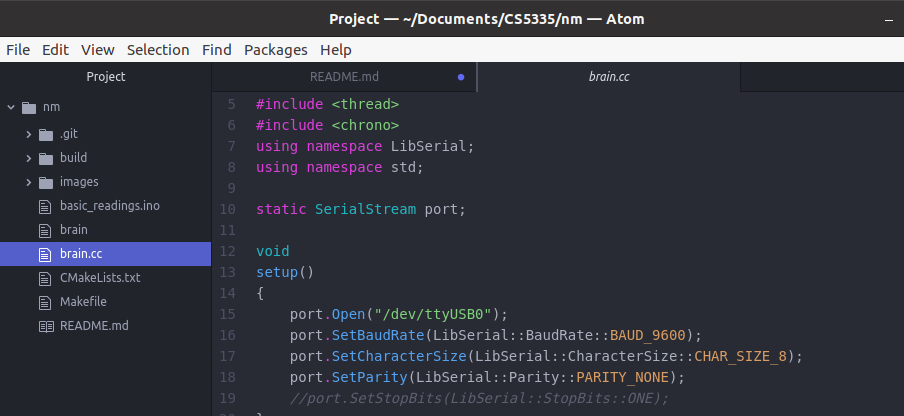 Project — ~/Documents/CS5335/nm — Atom
File Edit View Selection Find Packages Help
Project
README.md
brain.cc
nm
.git
build
images
basic_readings.ino
brain
brain.cc
CMakeLists.txt
Makefile
README.md
5 #include <thread>
6 #include <chrono>
7 using namespace LibSerial;
8 using namespace std;
9
10 static SerialStream port;
11
12 void
13 setup()
14 {
15     port.Open("/dev/ttyUSB0");
16     port.SetBaudRate(LibSerial::BaudRate::BAUD_9600);
17     port.SetCharacterSize(LibSerial::CharacterSize::CHAR_SIZE_8);
18     port.SetParity(LibSerial::Parity::PARITY_NONE);
19     //port.SetStopBits(LibSerial::StopBits::ONE);